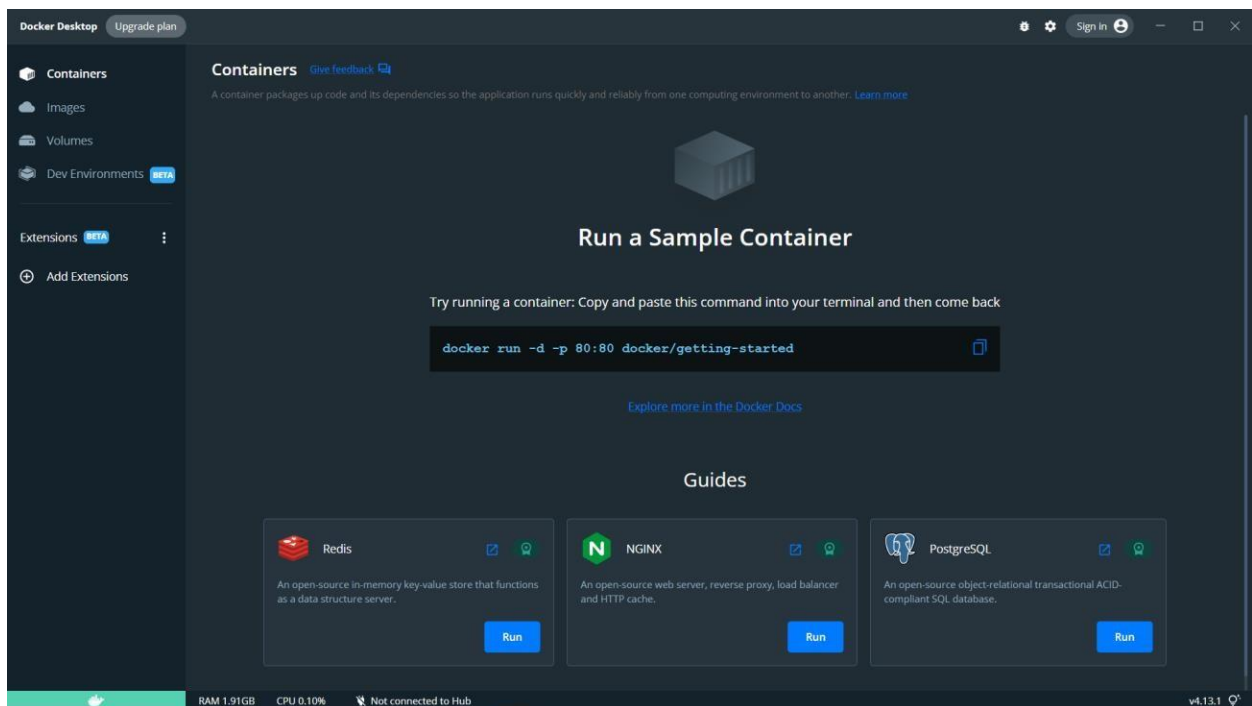 Docker Desktop Upgrade plan Sign in
Containers
Images
Volumes
Dev Environments BETA
Extensions BETA
Add Extensions
Containers Give feedback
A container packages up code and its dependencies so the application runs quickly and reliably from one computing environment to another. Learn more
Run a Sample Container
Try running a container: Copy and paste this command into your terminal and then come back
docker run -d -p 80:80 docker/getting-started
Explore more in the Docker Docs
Guides
Redis
An open-source in-memory key-value store that functions
as a data structure server.
Run
N NGINX
An open-source web server, reverse proxy, load balancer
and HTTP cache.
Run
PostgreSQL
An open-source object-relational transactional ACID-
compliant SQL database.
Run
RAM 1.91GB CPU 0.10% Not connected to Hub v4.13.1